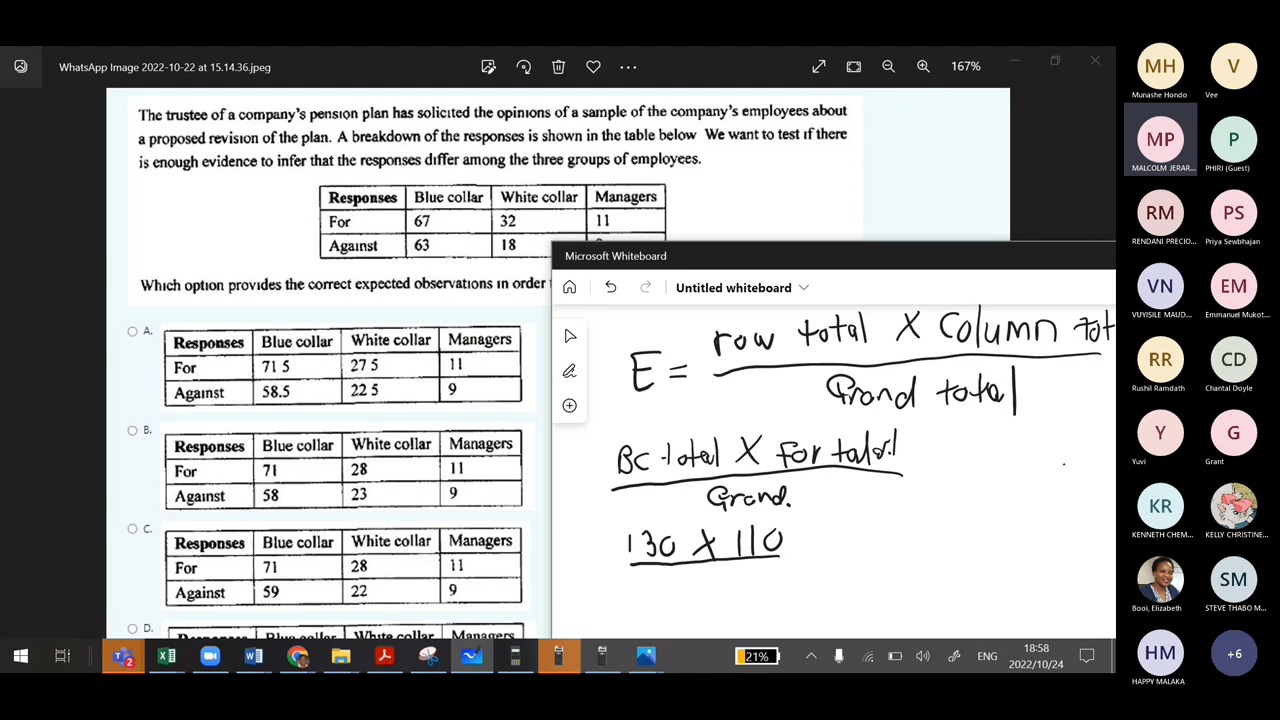 WhatsApp Image 2022-10-22 at 15.14.36.jpeg
167%
The trustee of a company's pension plan has solicited the opinions of a sample of the company's employees about
a proposed revision of the plan. A breakdown of the responses is shown in the table below We want to test if there
is enough evidence to infer that the responses differ among the three groups of employees.
Responses Blue collar White collar Managers
For 67 32 11
Against 63 18
Which option provides the correct expected observations in order
A.
Responses Blue collar White collar Managers
For 71 5 27 5 11
Against 58.5 22 5 9
B.
Responses Blue collar White collar Managers
For 71 28 11
Against 58 23 9
C.
Responses Blue collar White collar Managers
For 71 28 11
Against 59 22 9
D.
Responses Blue collar White collar Managers
Microsoft Whiteboard
Untitled whiteboard
E = row total X Column tot
Grand total
BC total X for
Grand.
130 X 110
MH
Munashe Hondo
V
Vee
MP
MALCOLM JERAR...
P
PHIRI (Guest)
RM
RENDANI PRECIO...
PS
Priya Sewbhajan
VN
VUYISILE MAUD...
EM
Emmanuel Mukot...
RR
Rushil Ramdath
CD
Chantal Doyle
Y
Yuvi
G
Grant
KR
KENNETH CHEM...
KELLY CHRISTINE...
Booi, Elizabeth
SM
STEVE THABO M...
HM
HAPPY MALAKA
+6
2
21%
ENG
18:58
2022/10/24